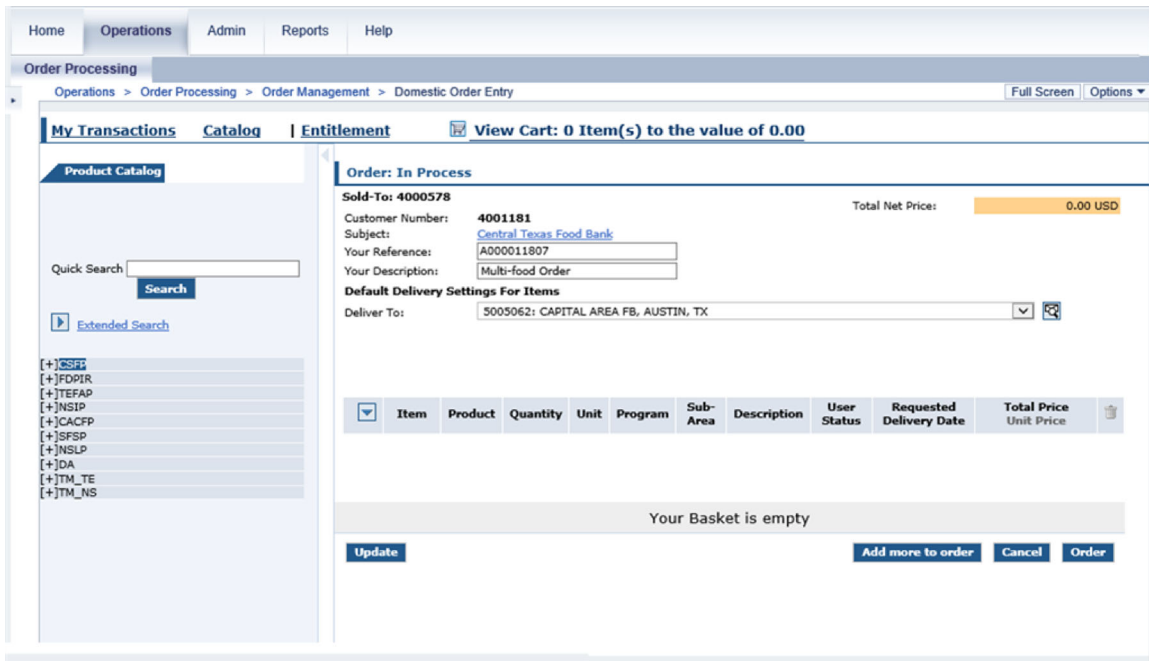 Home Operations Admin Reports Help
Order Processing
Operations > Order Processing > Order Management > Domestic Order Entry Full Screen Options
My Transactions Catalog | Entitlement View Cart: 0 Item(s) to the value of 0.00
Product Catalog
Quick Search
Search
Extended Search
[+]CSFP
[+]FDPIR
[+]TEFAP
[+]NSIP
[+]CACFP
[+]SFSP
[+]NSLP
[+]DA
[+]TM_TE
[+]TM_NS
Order: In Process
Sold-To: 4000578
Total Net Price: 0.00 USD
Customer Number: 4001181
Subject: Central Texas Food Bank
Your Reference: A000011807
Your Description: Multi-food Order
Default Delivery Settings For Items
Deliver To: 5005062: CAPITAL AREA FB, AUSTIN, TX
Item Product Quantity Unit Program Sub-Area Description User Status Requested Delivery Date Total Price Unit Price
Your Basket is empty
Update Add more to order Cancel Order